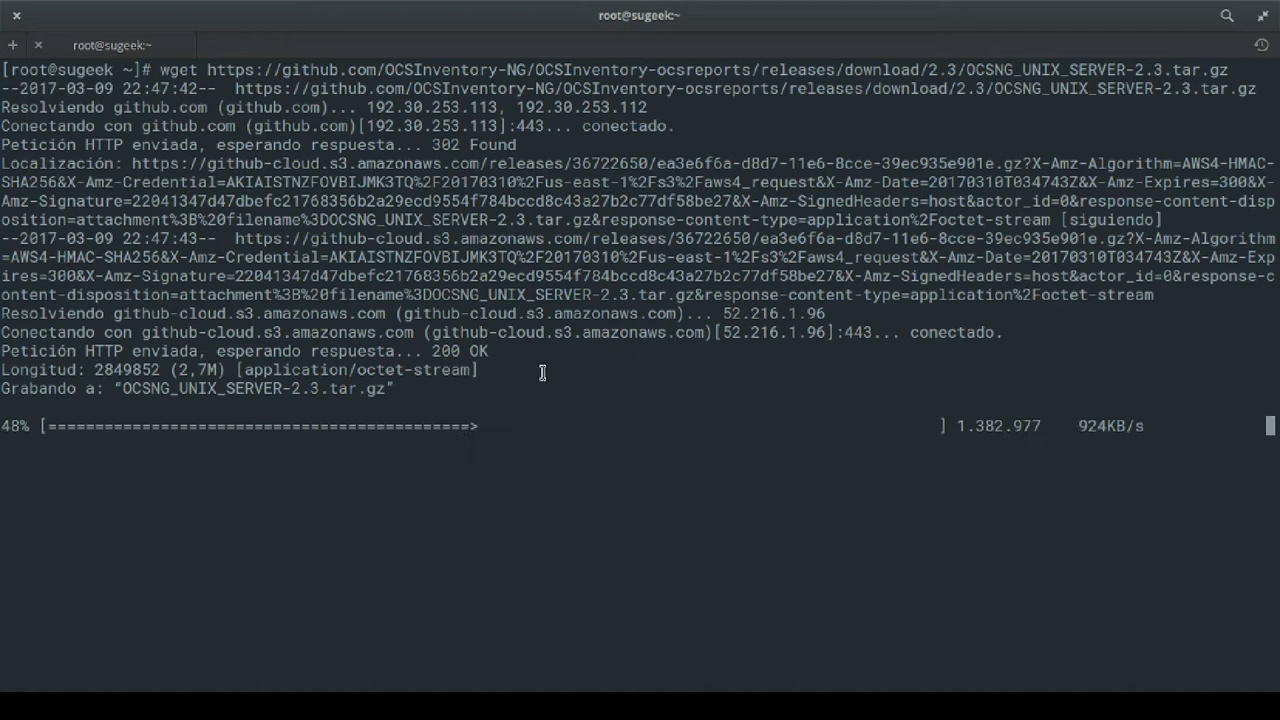 root@sugeek:~
root@sugeek:~
[root@sugeek ~]# wget https://github.com/OCSInventory-NG/OCSInventory-ocsreports/releases/download/2.3/OCSNG_UNIX_SERVER-2.3.tar.gz
--2017-03-09 22:47:42--  https://github.com/OCSInventory-NG/OCSInventory-ocsreports/releases/download/2.3/OCSNG_UNIX_SERVER-2.3.tar.gz
Resolviendo github.com (github.com)... 192.30.253.113, 192.30.253.112
Conectando con github.com (github.com)[192.30.253.113]:443... conectado.
Petición HTTP enviada, esperando respuesta... 302 Found
Localización: https://github-cloud.s3.amazonaws.com/releases/36722650/ea3e6f6a-d8d7-11e6-8cce-39ec935e901e.gz?X-Amz-Algorithm=AWS4-HMAC-
SHA256&X-Amz-Credential=AKIAISTNZFOVBIJMK3TQ%2F20170310%2Fus-east-1%2Fs3%2Faws4_request&X-Amz-Date=20170310T034743Z&X-Amz-Expires=300&X-
Amz-Signature=22041347d47dbefc21768356b2a29ecd9554f784bccd8c43a27b2c77df58be27&X-Amz-SignedHeaders=host&actor_id=0&response-content-disp
osition=attachment%3B%20filename%3DOCSNG_UNIX_SERVER-2.3.tar.gz&response-content-type=application%2Foctet-stream [siguiendo]
--2017-03-09 22:47:43--  https://github-cloud.s3.amazonaws.com/releases/36722650/ea3e6f6a-d8d7-11e6-8cce-39ec935e901e.gz?X-Amz-Algorithm
=AWS4-HMAC-SHA256&X-Amz-Credential=AKIAISTNZFOVBIJMK3TQ%2F20170310%2Fus-east-1%2Fs3%2Faws4_request&X-Amz-Date=20170310T034743Z&X-Amz-Exp
ires=300&X-Amz-Signature=22041347d47dbefc21768356b2a29ecd9554f784bccd8c43a27b2c77df58be27&X-Amz-SignedHeaders=host&actor_id=0&response-c
ontent-disposition=attachment%3B%20filename%3DOCSNG_UNIX_SERVER-2.3.tar.gz&response-content-type=application%2Foctet-stream
Resolviendo github-cloud.s3.amazonaws.com (github-cloud.s3.amazonaws.com)... 52.216.1.96
Conectando con github-cloud.s3.amazonaws.com (github-cloud.s3.amazonaws.com)[52.216.1.96]:443... conectado.
Petición HTTP enviada, esperando respuesta... 200 OK
Longitud: 2849852 (2,7M) [application/octet-stream]
Grabando a: “OCSNG_UNIX_SERVER-2.3.tar.gz”
48% [=============================================>                                                  ] 1.382.977    924KB/s